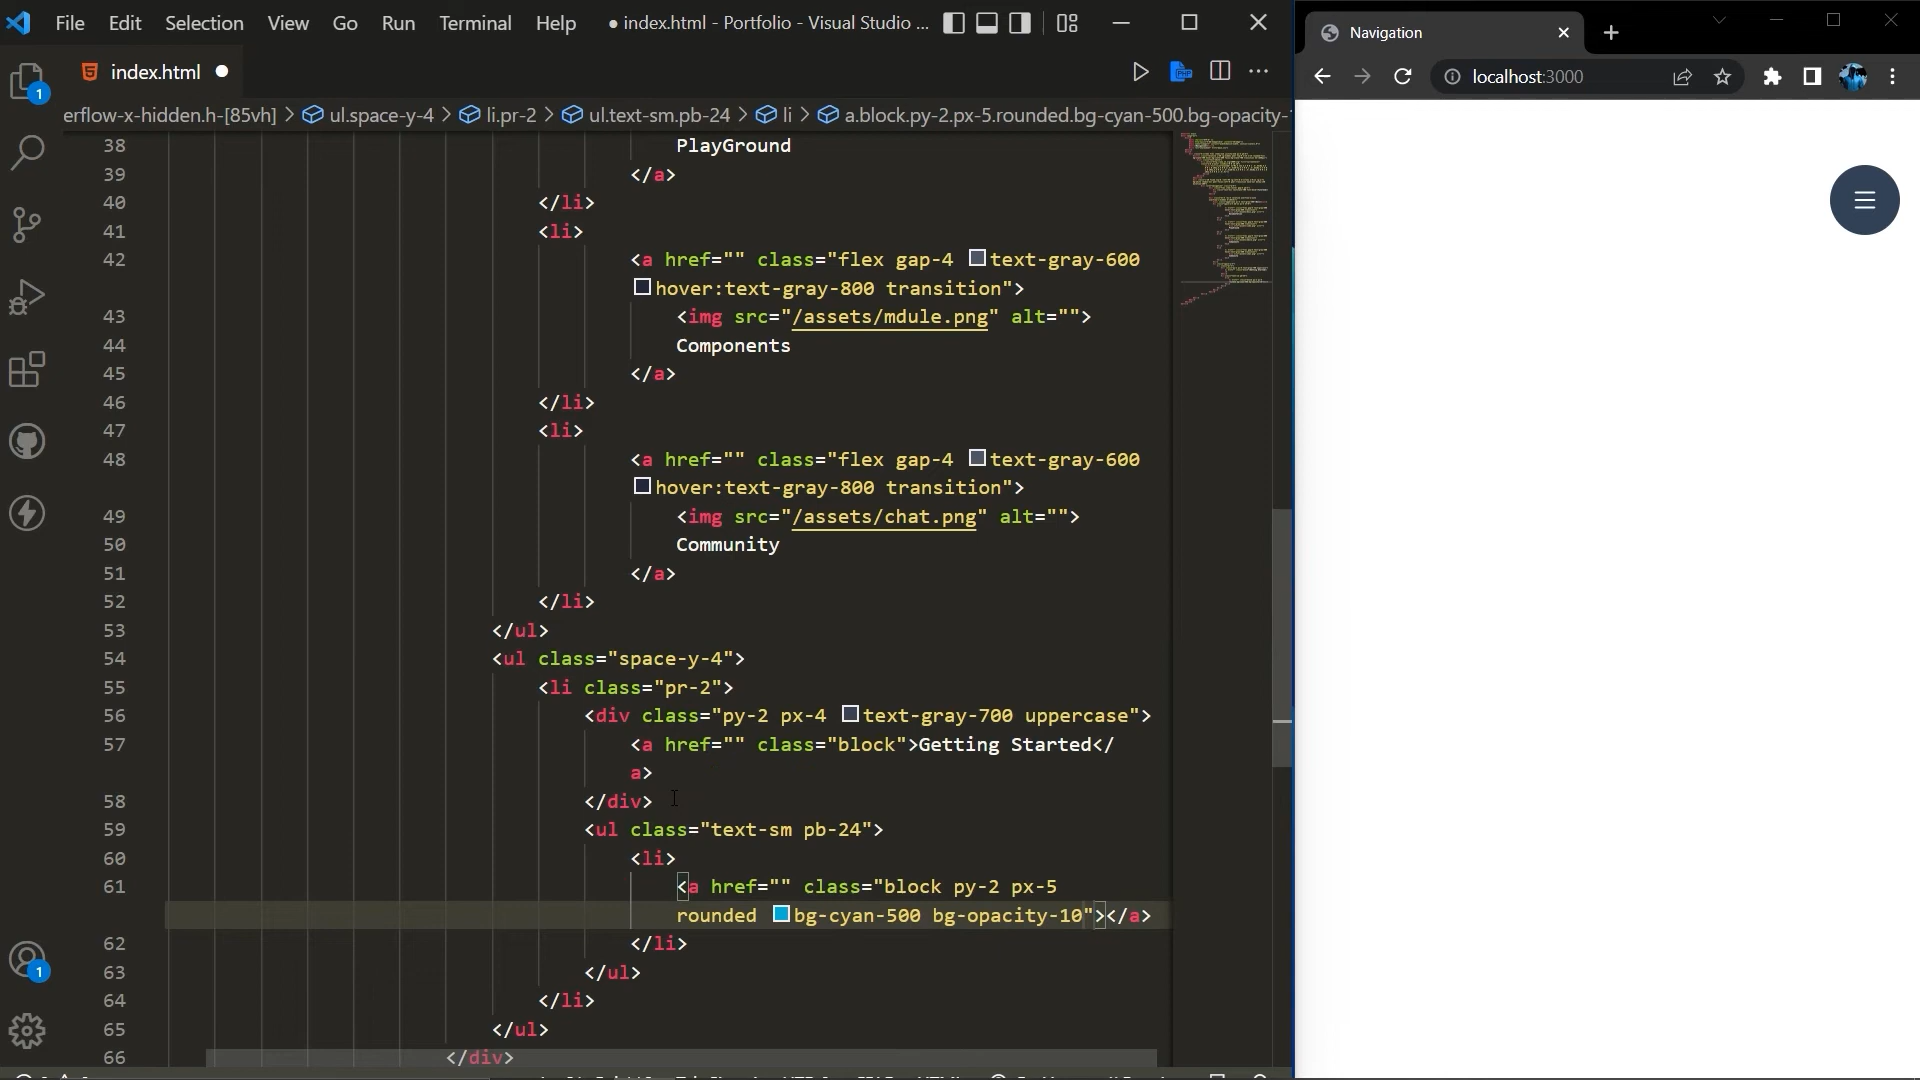 File Edit Selection View Go Run Terminal Help ● index.html - Portfolio - Visual Studio ...
Navigation
index.html
localhost:3000
1
erflow-x-hidden.h-[85vh] > ul.space-y-4 > li.pr-2 > ul.text-sm.pb-24 > li > a.block.py-2.px-5.rounded.bg-cyan-500.bg-opacity-
38 PlayGround
39 </a>
40 </li>
41 <li>
42 <a href="" class="flex gap-4 text-gray-600
hover:text-gray-800 transition">
43 <img src="/assets/mdule.png" alt="">
44 Components
45 </a>
46 </li>
47 <li>
48 <a href="" class="flex gap-4 text-gray-600
hover:text-gray-800 transition">
49 <img src="/assets/chat.png" alt="">
50 Community
51 </a>
52 </li>
53 </ul>
54 <ul class="space-y-4">
55 <li class="pr-2">
56 <div class="py-2 px-4 text-gray-700 uppercase">
57 <a href="" class="block">Getting Started</
a>
58 </div>
59 <ul class="text-sm pb-24">
60 <li>
61 <a href="" class="block py-2 px-5
rounded bg-cyan-500 bg-opacity-10"></a>
62 </li>
63 </ul>
64 </li>
65 </ul>
66 </div>
1